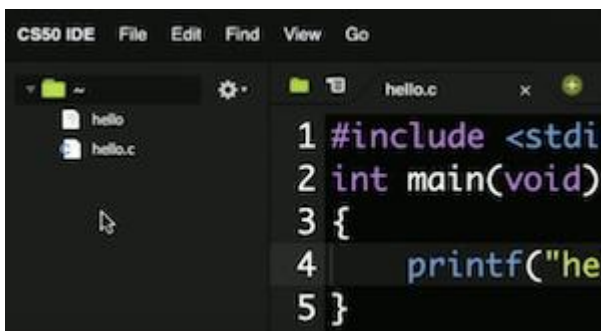 CS50 IDE File Edit Find View Go
~
hello.c
hello
hello.c
1 #include <stdi
2 int main(void)
3 {
4 printf("he
5 }